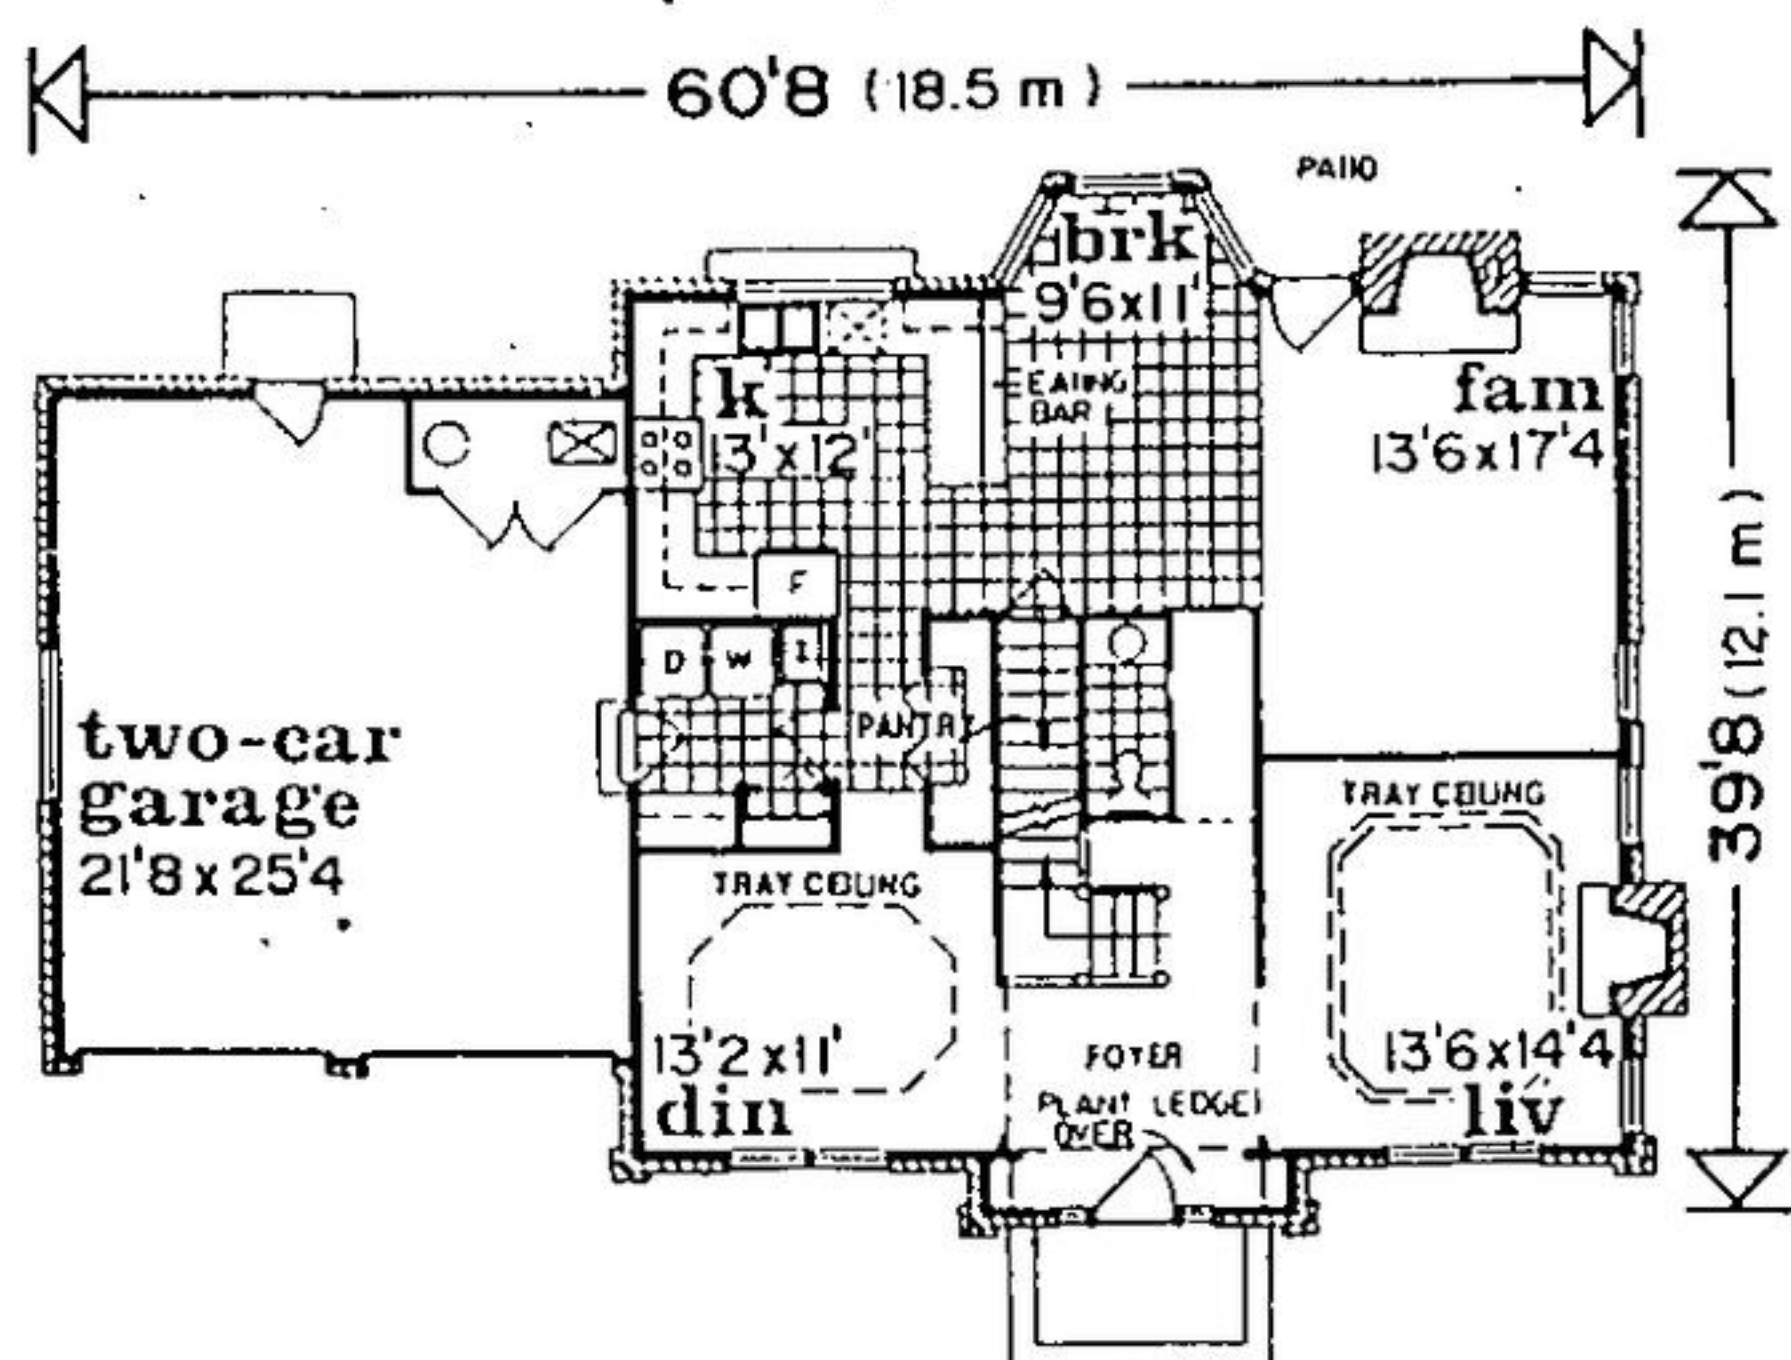 60'8 (18.5 m)
PATIO
brk
9'6x11'
k
13'x12'
EATING
BAR
fam
13'6x17'4
39'8 (12.1 m)
F
D W I
PANTRY
two-car
garage
21'8x25'4
TRAY CEILING
TRAY CEILING
13'2x11'
din
FOYER
PLANT LEDGE
OVER
13'6x14'4
liv